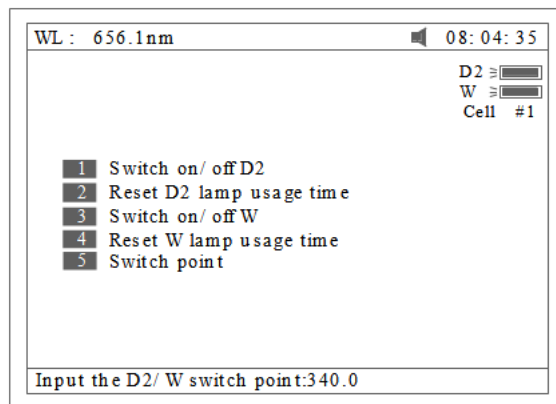 WL: 656.1nm 08:04:35
D2
W
Cell #1
1 Switch on/off D2
2 Reset D2 lamp usage time
3 Switch on/off W
4 Reset W lamp usage time
5 Switch point
Input the D2/W switch point:340.0